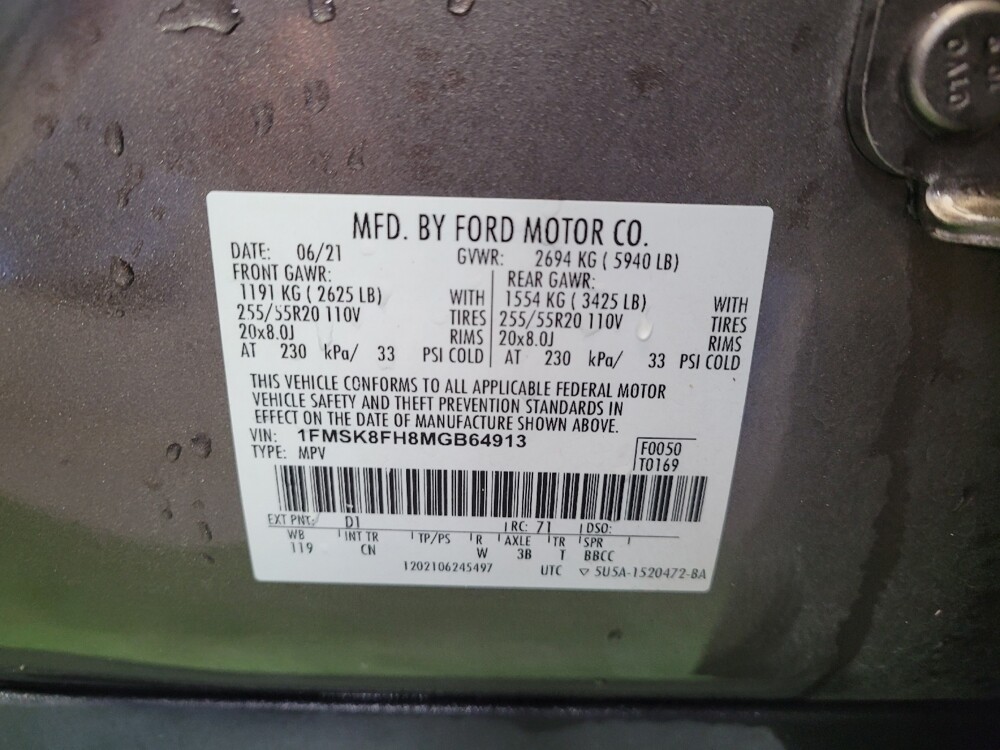 MFD. BY FORD MOTOR CO.
DATE: 06/21 GVWR: 2694 KG ( 5940 LB)
FRONT GAWR: REAR GAWR:
1191 KG ( 2625 LB) WITH 1554 KG ( 3425 LB) WITH
255/55R20 110V TIRES 255/55R20 110V TIRES
20x8.0J RIMS 20x8.0J RIMS
AT 230 kPa/ 33 PSI COLD AT 230 kPa/ 33 PSI COLD
THIS VEHICLE CONFORMS TO ALL APPLICABLE FEDERAL MOTOR
VEHICLE SAFETY AND THEFT PREVENTION STANDARDS IN
EFFECT ON THE DATE OF MANUFACTURE SHOWN ABOVE.
VIN: 1FMSK8FH8MGB64913 F0050
TYPE: MPV T0169
EXT PNT: D1 RC: 71 DSO:
WB INT TR TP/PS R AXLE TR SPR
119 CN W 3B T BBCC
1202106245497 UTC ▽ 5U5A-1520472-BA